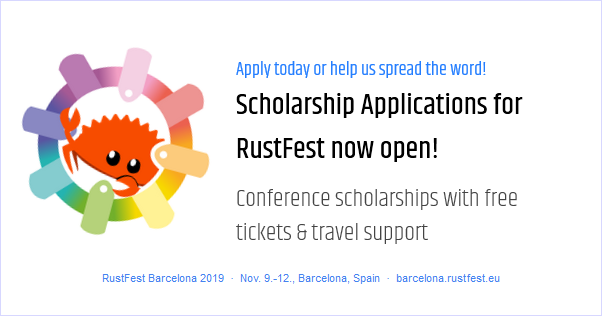 Apply today or help us spread the word!
Scholarship Applications for
RustFest now open!
Conference scholarships with free
tickets & travel support
RustFest Barcelona 2019 · Nov. 9.-12., Barcelona, Spain · barcelona.rustfest.eu